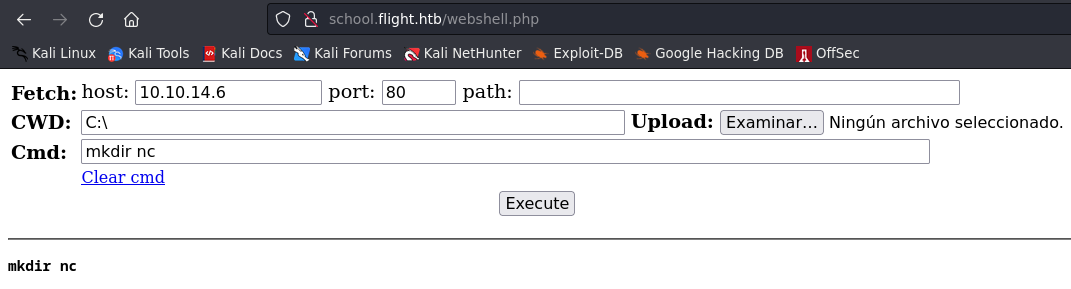 school.flight.htb/webshell.php
Kali Linux Kali Tools Kali Docs Kali Forums Kali NetHunter Exploit-DB Google Hacking DB OffSec
Fetch: host: 10.10.14.6 port: 80 path:
CWD: C:\ Upload: Examinar... Ningún archivo seleccionado.
Cmd: mkdir nc
Clear cmd
Execute
mkdir nc